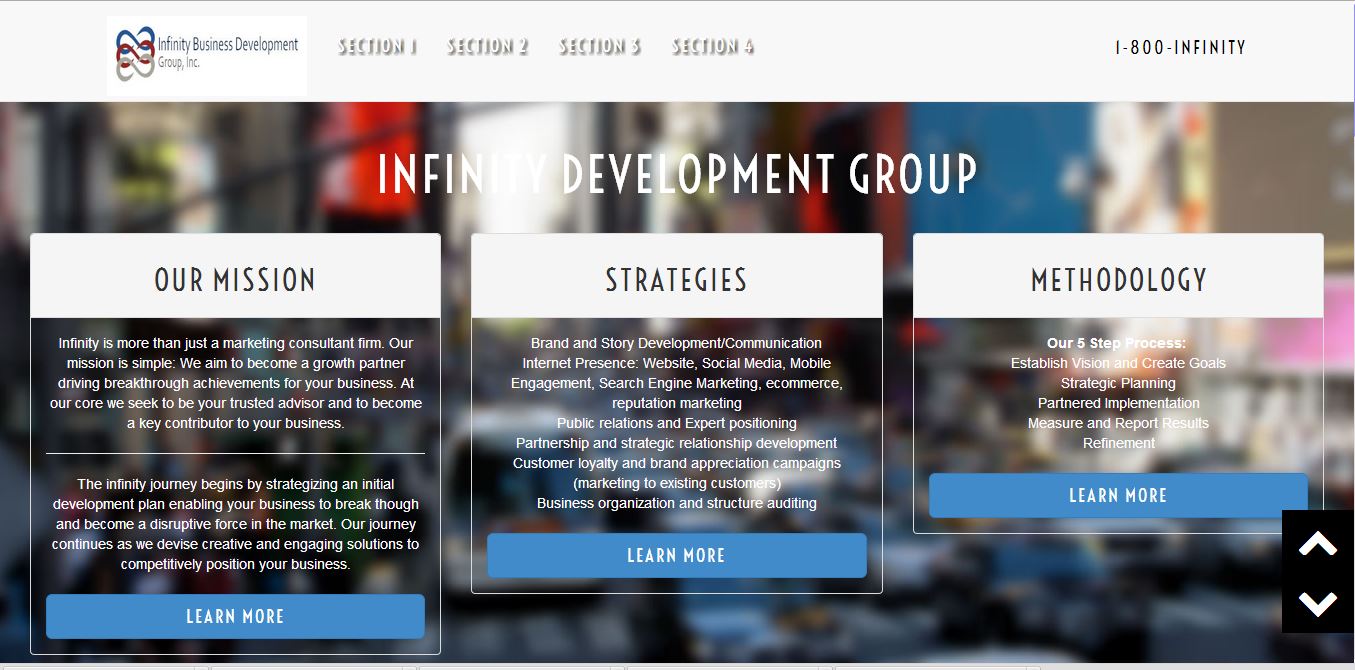 Infinity Business Development
Group, Inc.
SECTION 1 SECTION 2 SECTION 3 SECTION 4
1-800-INFINITY
INFINITY DEVELOPMENT GROUP
OUR MISSION
Infinity is more than just a marketing consultant firm. Our
mission is simple: We aim to become a growth partner
driving breakthrough achievements for your business. At
our core we seek to be your trusted advisor and to become
a key contributor to your business.
The infinity journey begins by strategizing an initial
development plan enabling your business to break though
and become a disruptive force in the market. Our journey
continues as we devise creative and engaging solutions to
competitively position your business.
LEARN MORE
STRATEGIES
Brand and Story Development/Communication
Internet Presence: Website, Social Media, Mobile
Engagement, Search Engine Marketing, ecommerce,
reputation marketing
Public relations and Expert positioning
Partnership and strategic relationship development
Customer loyalty and brand appreciation campaigns
(marketing to existing customers)
Business organization and structure auditing
LEARN MORE
METHODOLOGY
Our 5 Step Process:
Establish Vision and Create Goals
Strategic Planning
Partnered Implementation
Measure and Report Results
Refinement
LEARN MORE